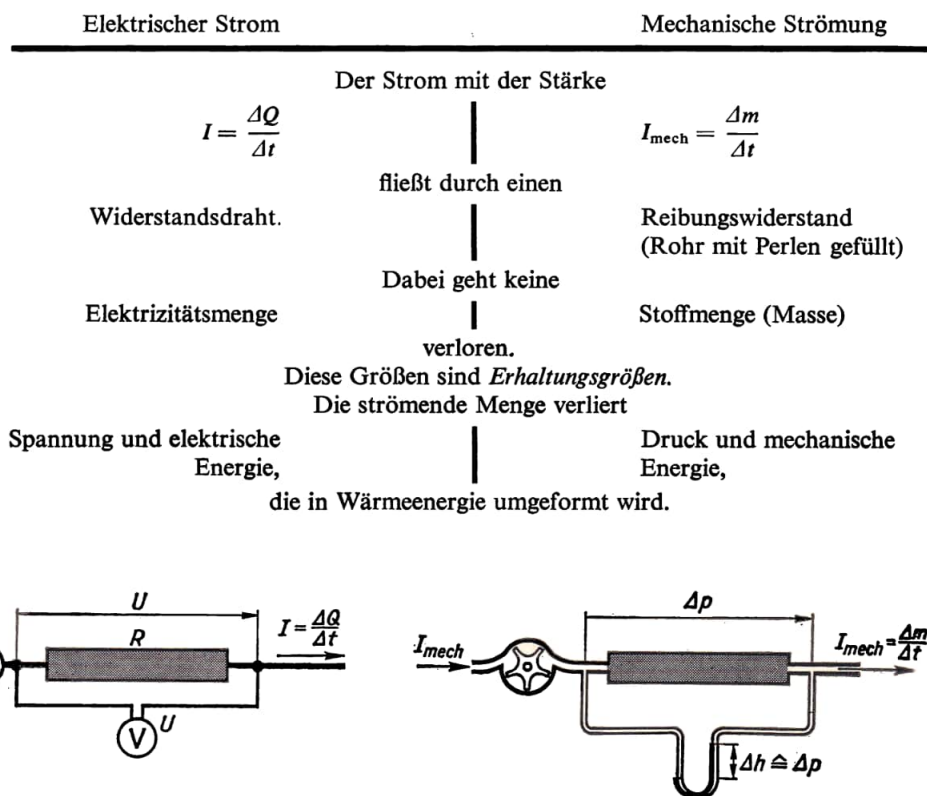 Elektrischer Strom Mechanische Strömung
Der Strom mit der Stärke
I = ΔQ/Δt I_mech = Δm/Δt
fließt durch einen
Widerstandsdraht. Reibungswiderstand
(Rohr mit Perlen gefüllt)
Dabei geht keine
Elektrizitätsmenge Stoffmenge (Masse)
verloren.
Diese Größen sind Erhaltungsgrößen.
Die strömende Menge verliert
Spannung und elektrische Druck und mechanische
Energie, Energie,
die in Wärmeenergie umgeformt wird.
U
R
I = ΔQ/Δt
V
U
Δp
I_mech
I_mech = Δm/Δt
Δh ≙ Δp